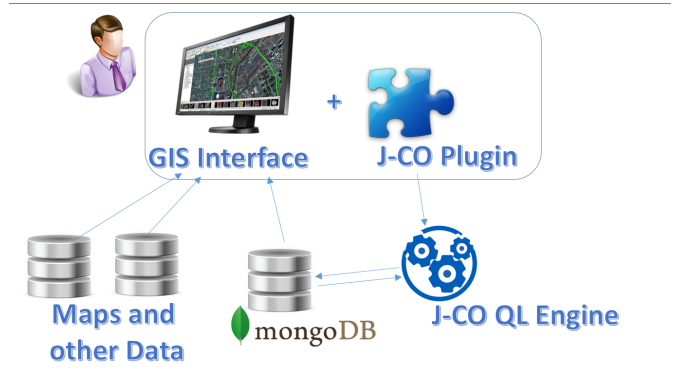 +
GIS Interface
J-CO Plugin
Maps and
other Data
mongoDB
J-CO QL Engine